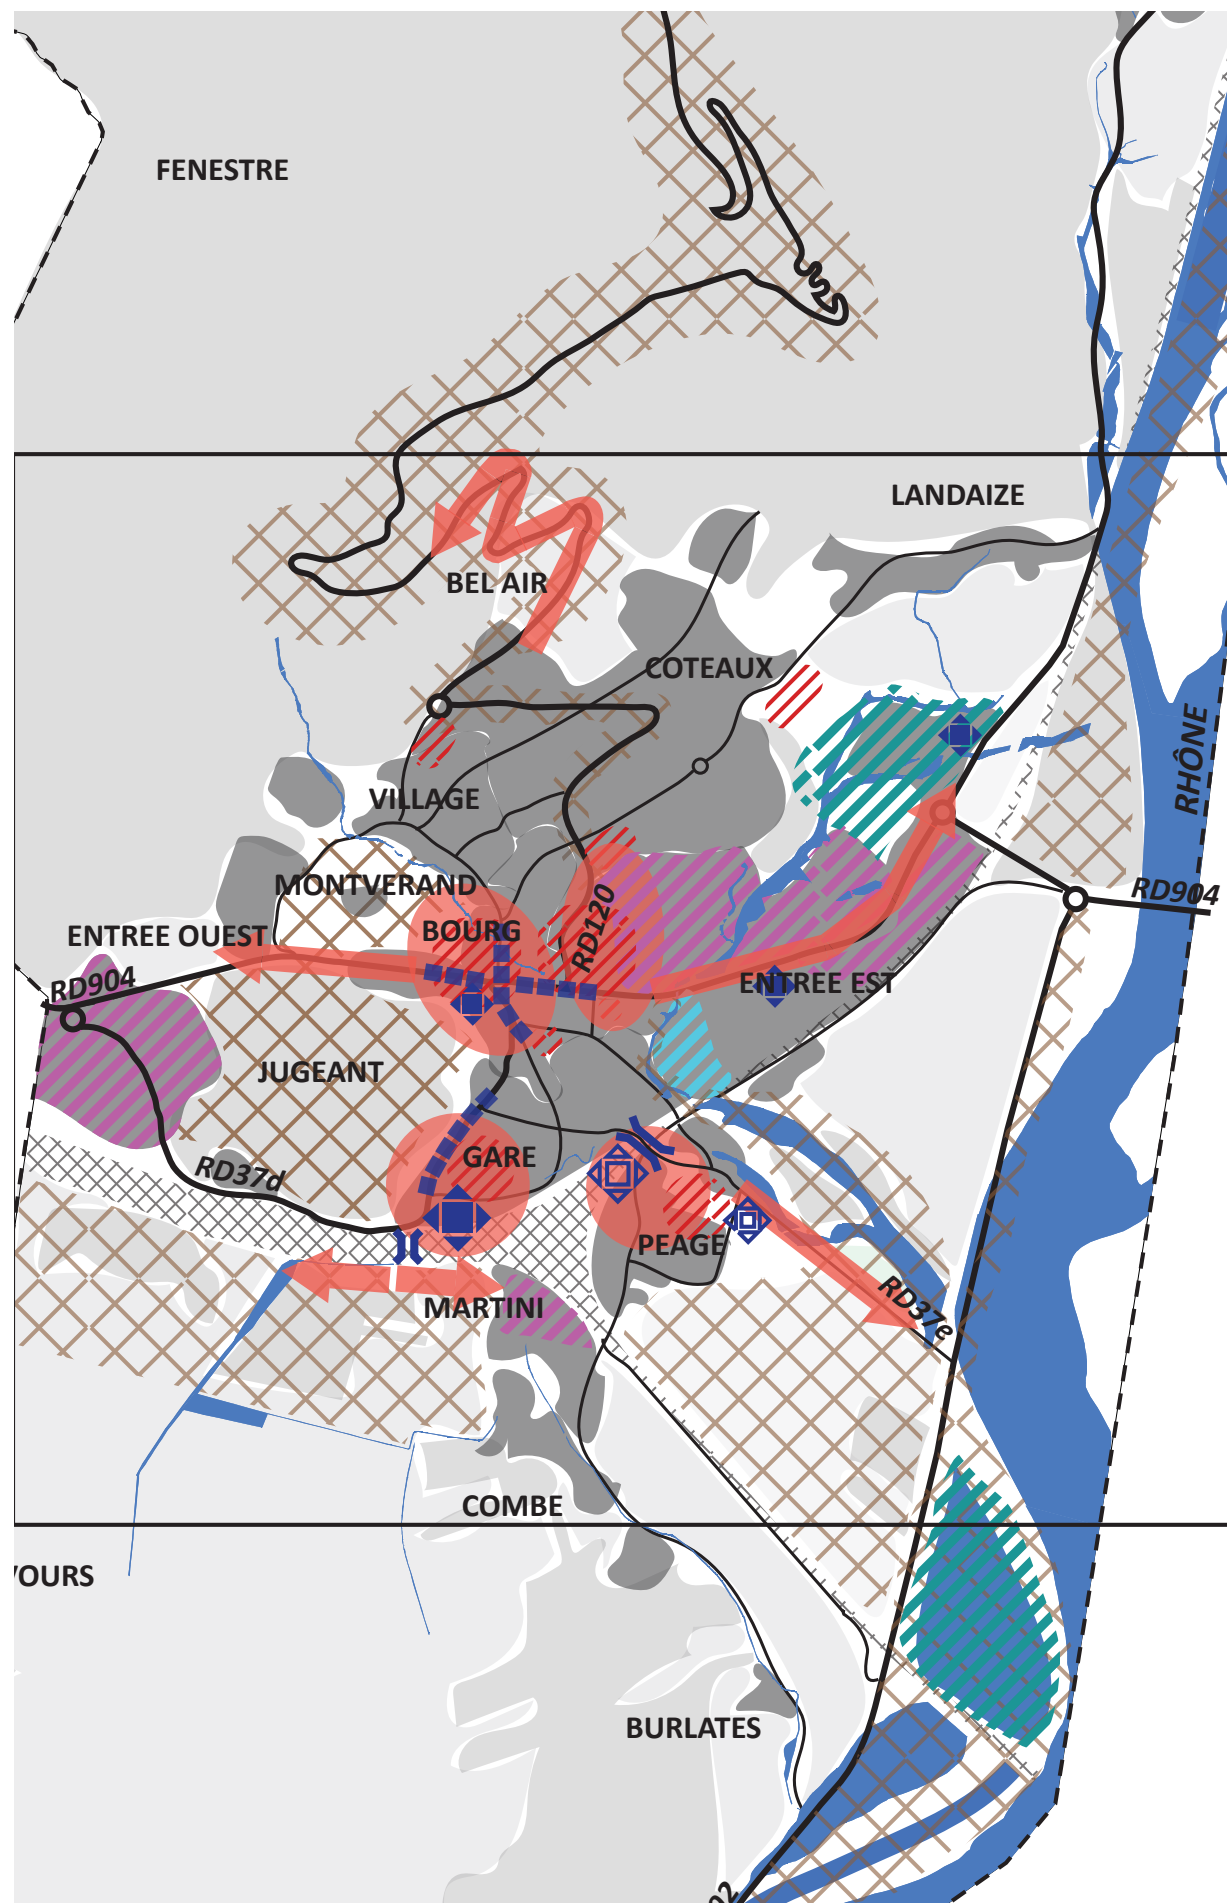 FENESTRE
LANDAIZE
BEL AIR
COTEAUX
RHÔNE
VILLAGE
MONTVERAND
RD904
BOURG
RD120
ENTREE OUEST
RD904
ENTREE EST
JUGEANT
GARE
RD37d
PEAGE
RD37e
MARTINI
COMBE
VOURS
BURLATES